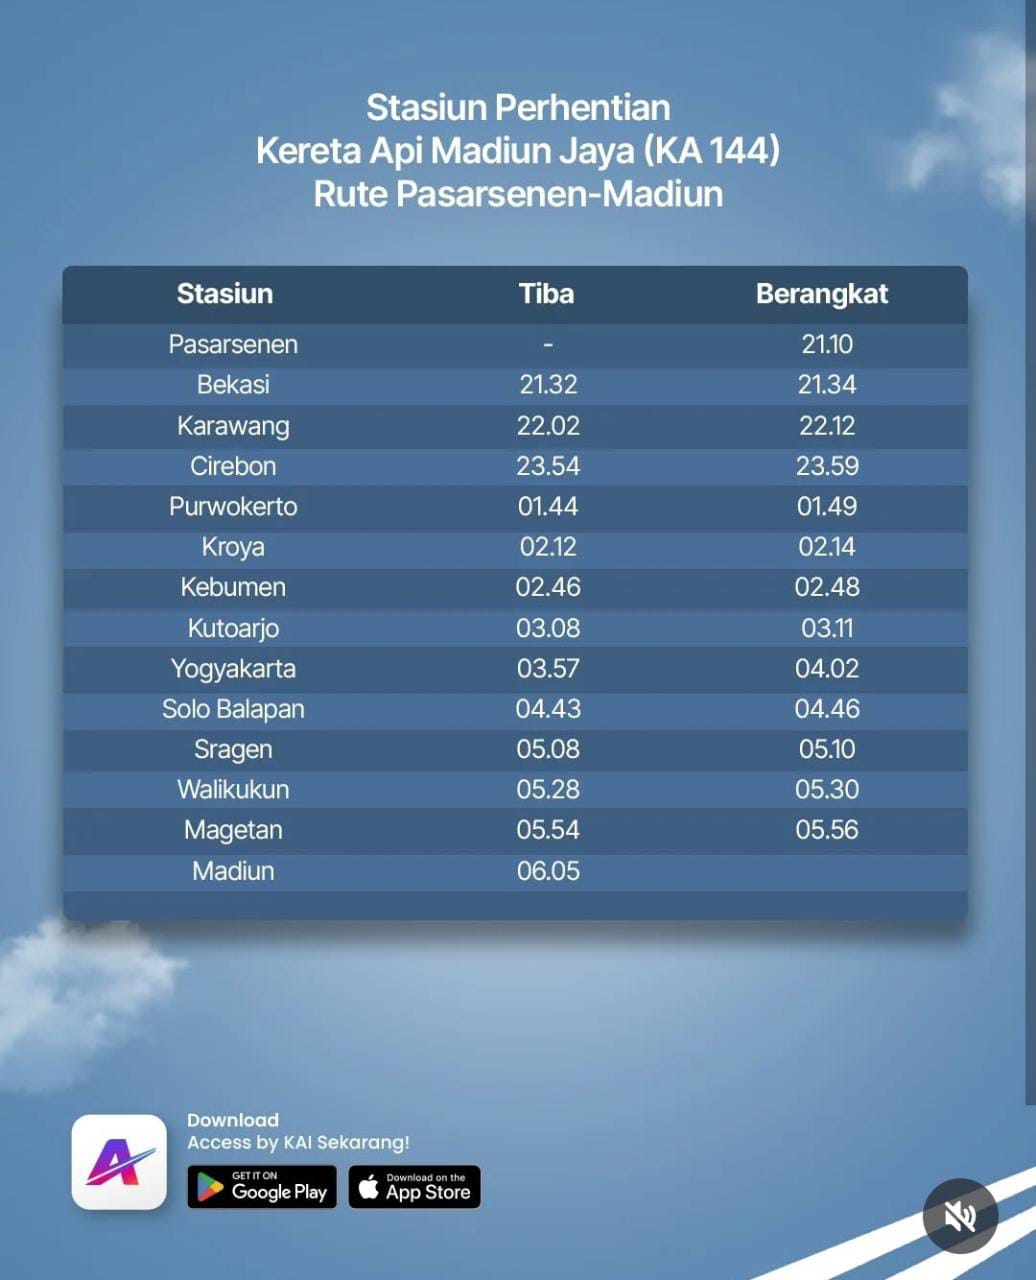 Stasiun Perhentian
Kereta Api Madiun Jaya (KA 144)
Rute Pasarsenen-Madiun
Stasiun Tiba Berangkat
Pasarsenen - 21.10
Bekasi 21.32 21.34
Karawang 22.02 22.12
Cirebon 23.54 23.59
Purwokerto 01.44 01.49
Kroya 02.12 02.14
Kebumen 02.46 02.48
Kutoarjo 03.08 03.11
Yogyakarta 03.57 04.02
Solo Balapan 04.43 04.46
Sragen 05.08 05.10
Walikukun 05.28 05.30
Magetan 05.54 05.56
Madiun 06.05
Download
Access by KAI Sekarang!
GET IT ON
Google Play
Download on the
App Store